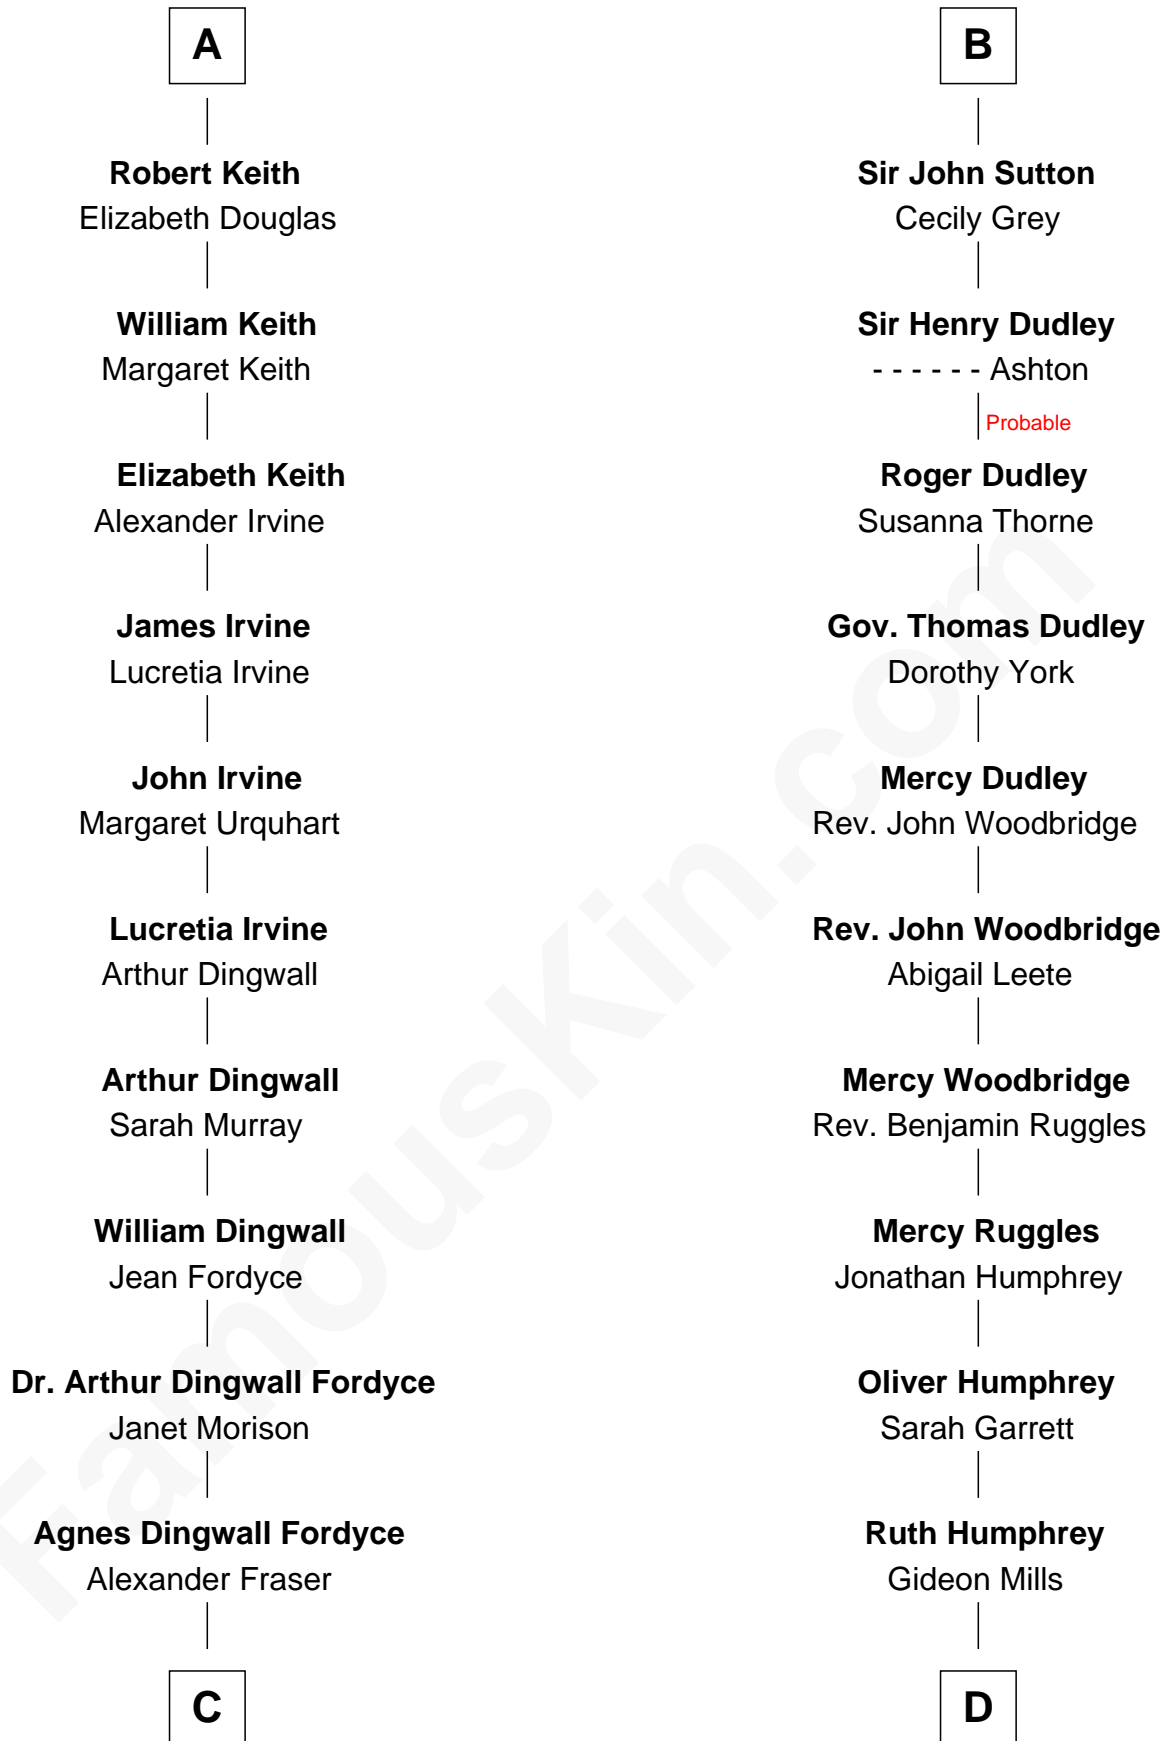 A
Robert Keith
Elizabeth Douglas
William Keith
Margaret Keith
Elizabeth Keith
Alexander Irvine
James Irvine
Lucretia Irvine
John Irvine
Margaret Urquhart
Lucretia Irvine
Arthur Dingwall
Arthur Dingwall
Sarah Murray
William Dingwall
Jean Fordyce
Dr. Arthur Dingwall Fordyce
Janet Morison
Agnes Dingwall Fordyce
Alexander Fraser
C
B
Sir John Sutton
Cecily Grey
Sir Henry Dudley
- - - - - - Ashton
Probable
Roger Dudley
Susanna Thorne
Gov. Thomas Dudley
Dorothy York
Mercy Dudley
Rev. John Woodbridge
Rev. John Woodbridge
Abigail Leete
Mercy Woodbridge
Rev. Benjamin Ruggles
Mercy Ruggles
Jonathan Humphrey
Oliver Humphrey
Sarah Garrett
Ruth Humphrey
Gideon Mills
D
FamousKin.com